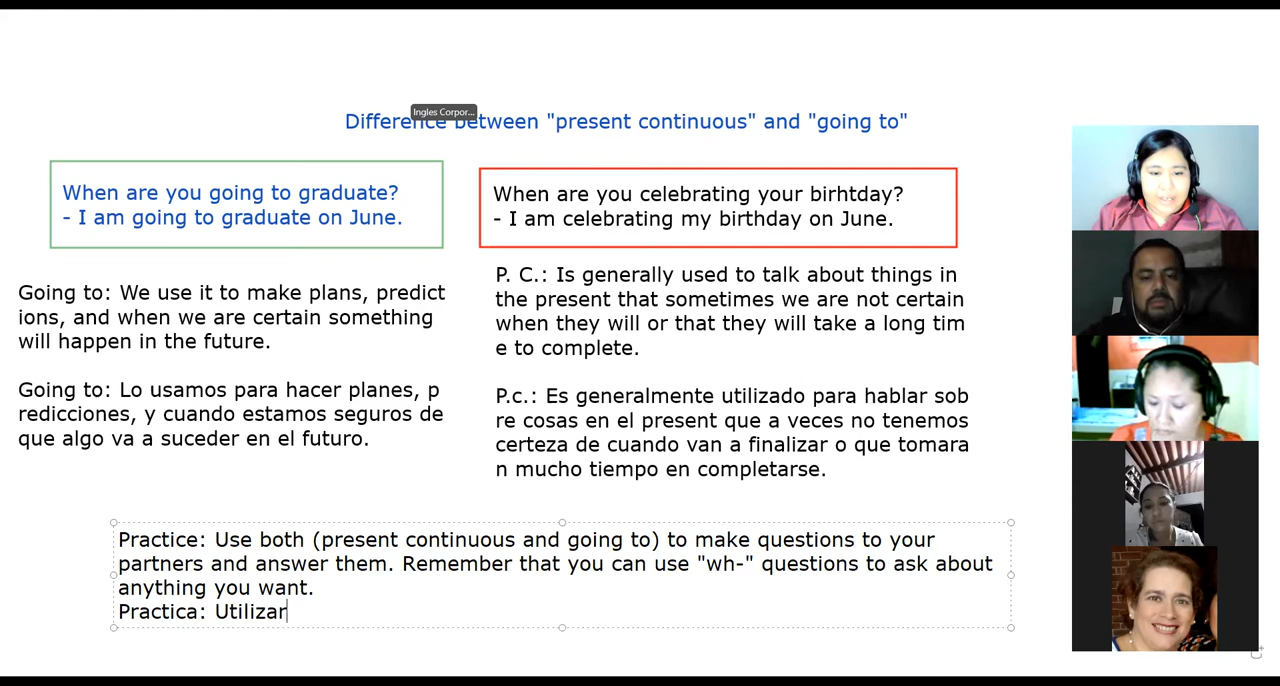 Ingles Corpor...
Difference between "present continuous" and "going to"
When are you going to graduate?
- I am going to graduate on June.
When are you celebrating your birhtday?
- I am celebrating my birthday on June.
Going to: We use it to make plans, predict
ions, and when we are certain something
will happen in the future.
Going to: Lo usamos para hacer planes, p
redicciones, y cuando estamos seguros de
que algo va a suceder en el futuro.
P. C.: Is generally used to talk about things in
the present that sometimes we are not certain
when they will or that they will take a long tim
e to complete.
P.c.: Es generalmente utilizado para hablar sob
re cosas en el present que a veces no tenemos
certeza de cuando van a finalizar o que tomara
n mucho tiempo en completarse.
Practice: Use both (present continuous and going to) to make questions to your
partners and answer them. Remember that you can use "wh-" questions to ask about
anything you want.
Practica: Utilizar